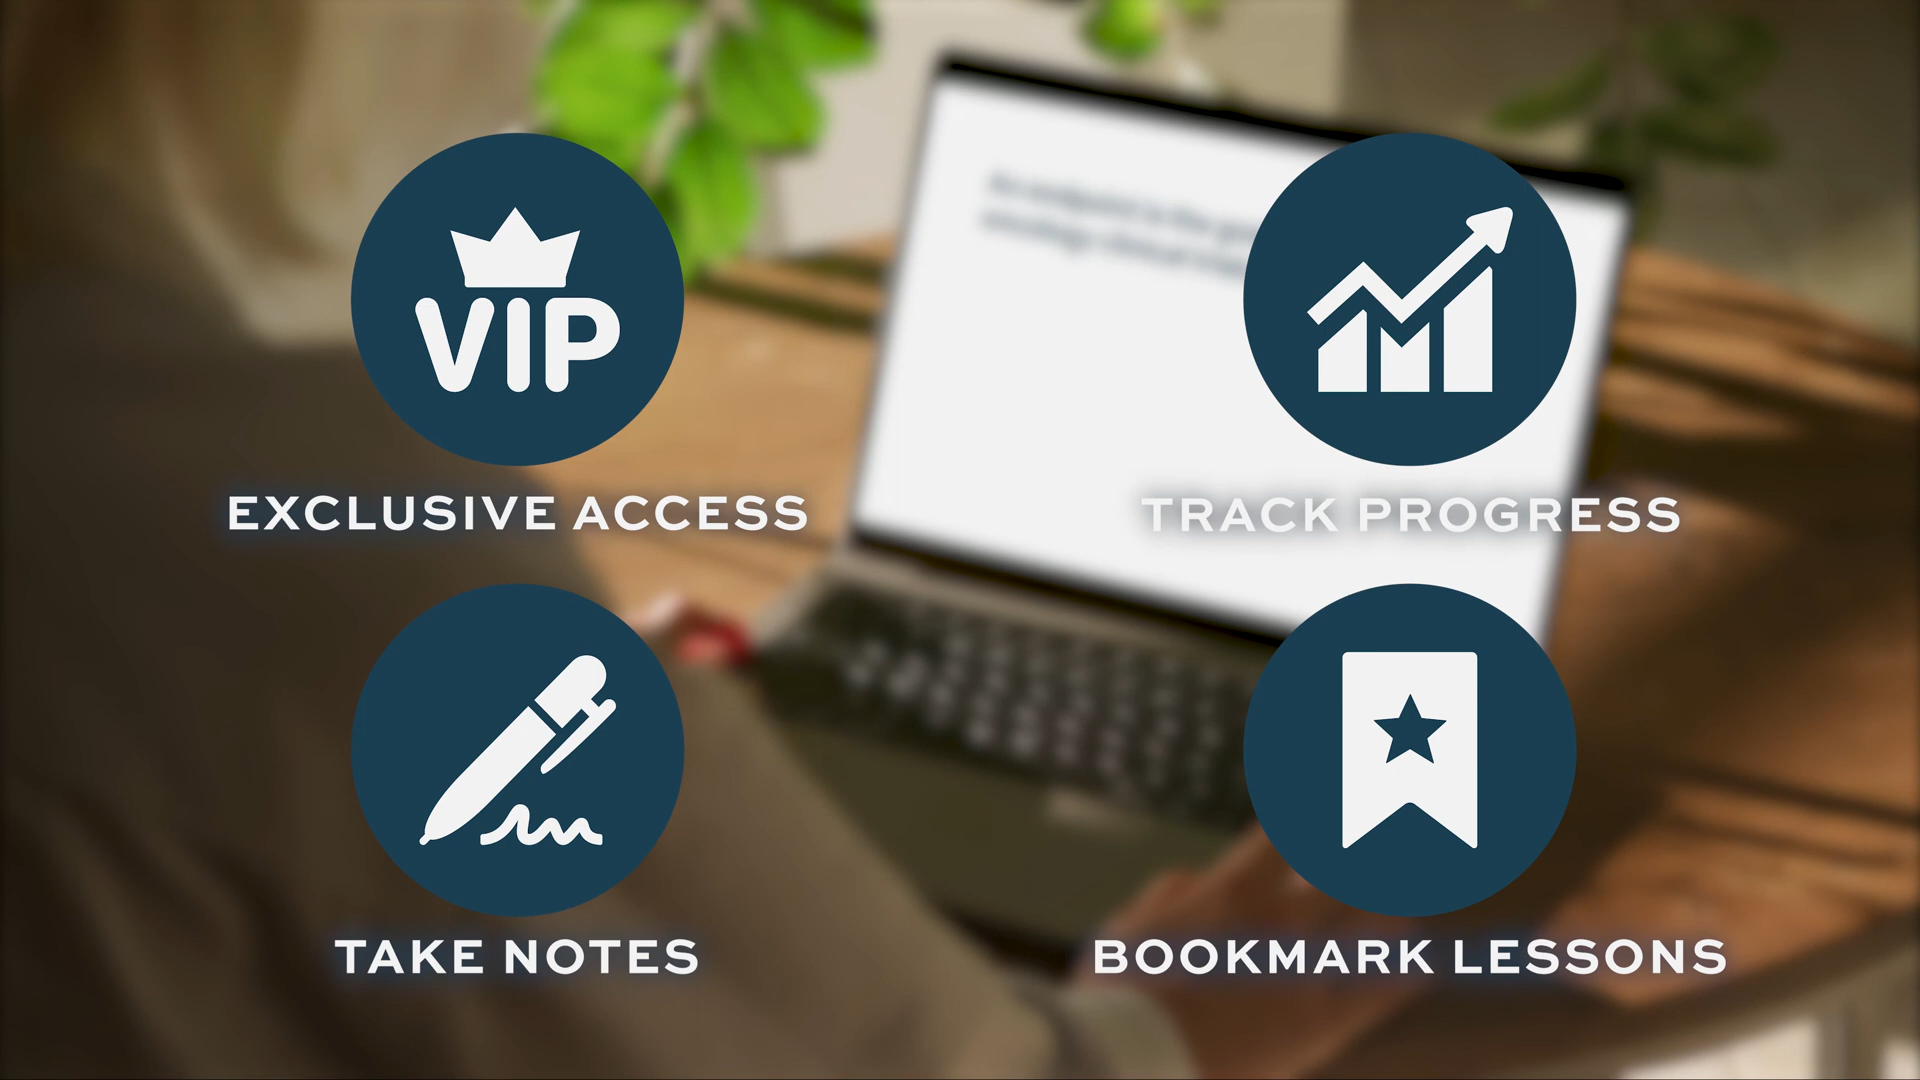 VIP
EXCLUSIVE ACCESS
TRACK PROGRESS
TAKE NOTES
BOOKMARK LESSONS